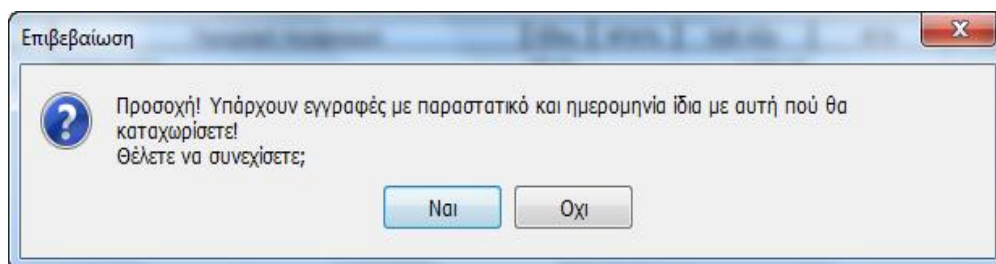 Επιβεβαίωση
Προσοχή! Υπάρχουν εγγραφές με παραστατικό και ημερομηνία ίδια με αυτή πού θα
καταχωρίσετε!
Θέλετε να συνεχίσετε;
Ναι
Οχι